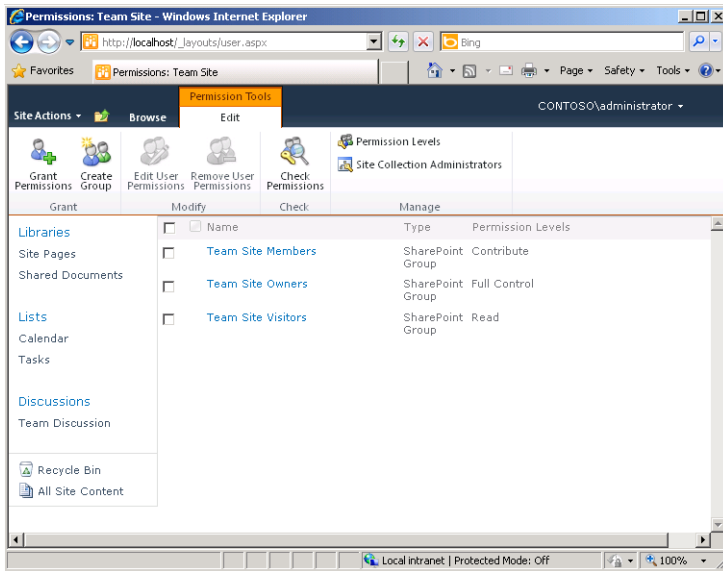 Permissions: Team Site - Windows Internet Explorer
http://localhost/_layouts/user.aspx
Bing
Favorites
Permissions: Team Site
Page
Safety
Tools
Site Actions
Browse
Permission Tools
Edit
CONTOSO\administrator
Grant Permissions
Create Group
Edit User Permissions
Remove User Permissions
Check Permissions
Permission Levels
Site Collection Administrators
Grant
Modify
Check
Manage
Libraries
Site Pages
Shared Documents
Lists
Calendar
Tasks
Discussions
Team Discussion
Recycle Bin
All Site Content
Name Type Permission Levels
Team Site Members SharePoint Group Contribute
Team Site Owners SharePoint Group Full Control
Team Site Visitors SharePoint Group Read
Local intranet | Protected Mode: Off
100%